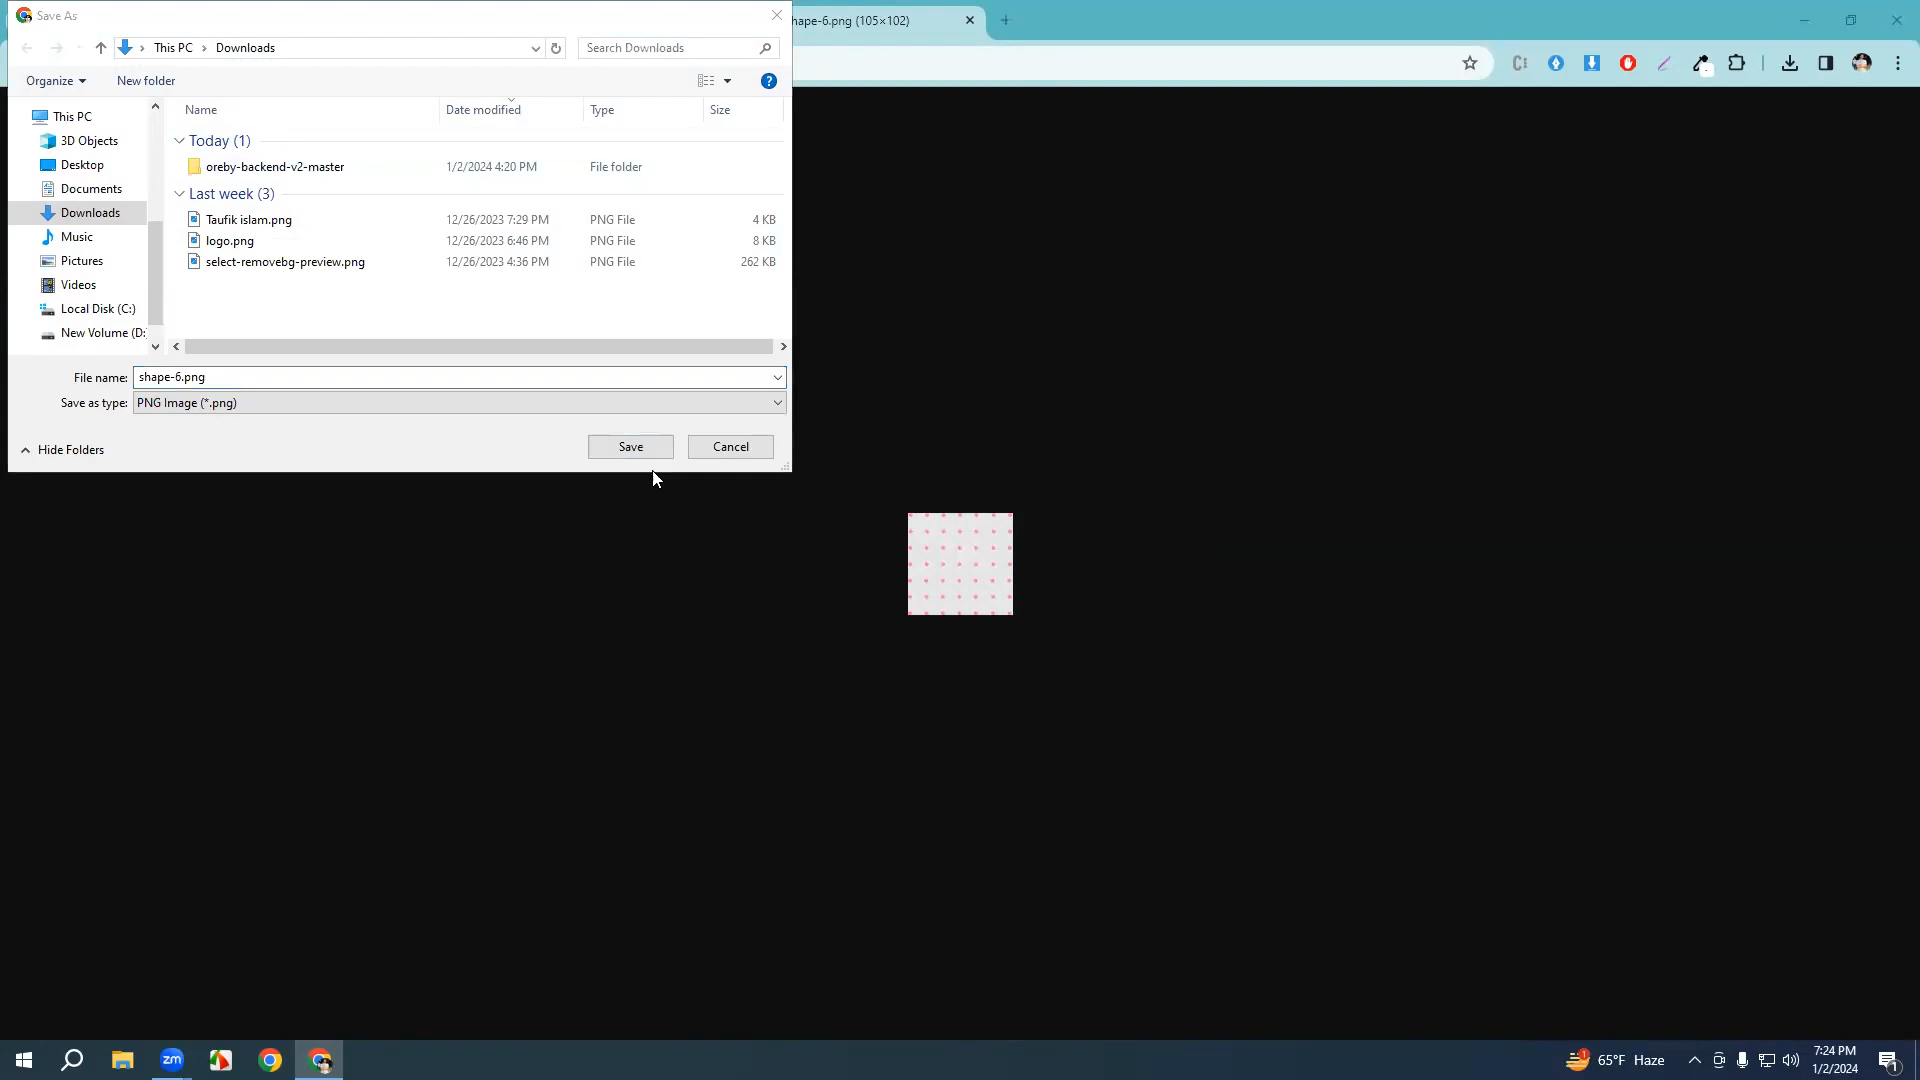 Save As
hape-6.png (105×102)
This PC
Downloads
Search Downloads
Organize
New folder
Name
Date modified
Type
Size
This PC
3D Objects
Desktop
Documents
Downloads
Music
Pictures
Videos
Local Disk (C:)
New Volume (D:
Today (1)
oreby-backend-v2-master
1/2/2024 4:20 PM
File folder
Last week (3)
Taufik islam.png
12/26/2023 7:29 PM
PNG File
4 KB
logo.png
12/26/2023 6:46 PM
PNG File
8 KB
select-removebg-preview.png
12/26/2023 4:36 PM
PNG File
262 KB
File name:
shape-6.png
Save as type:
PNG Image (*.png)
Hide Folders
Save
Cancel
zm
1
65°F Haze
7:24 PM
1/2/2024
1